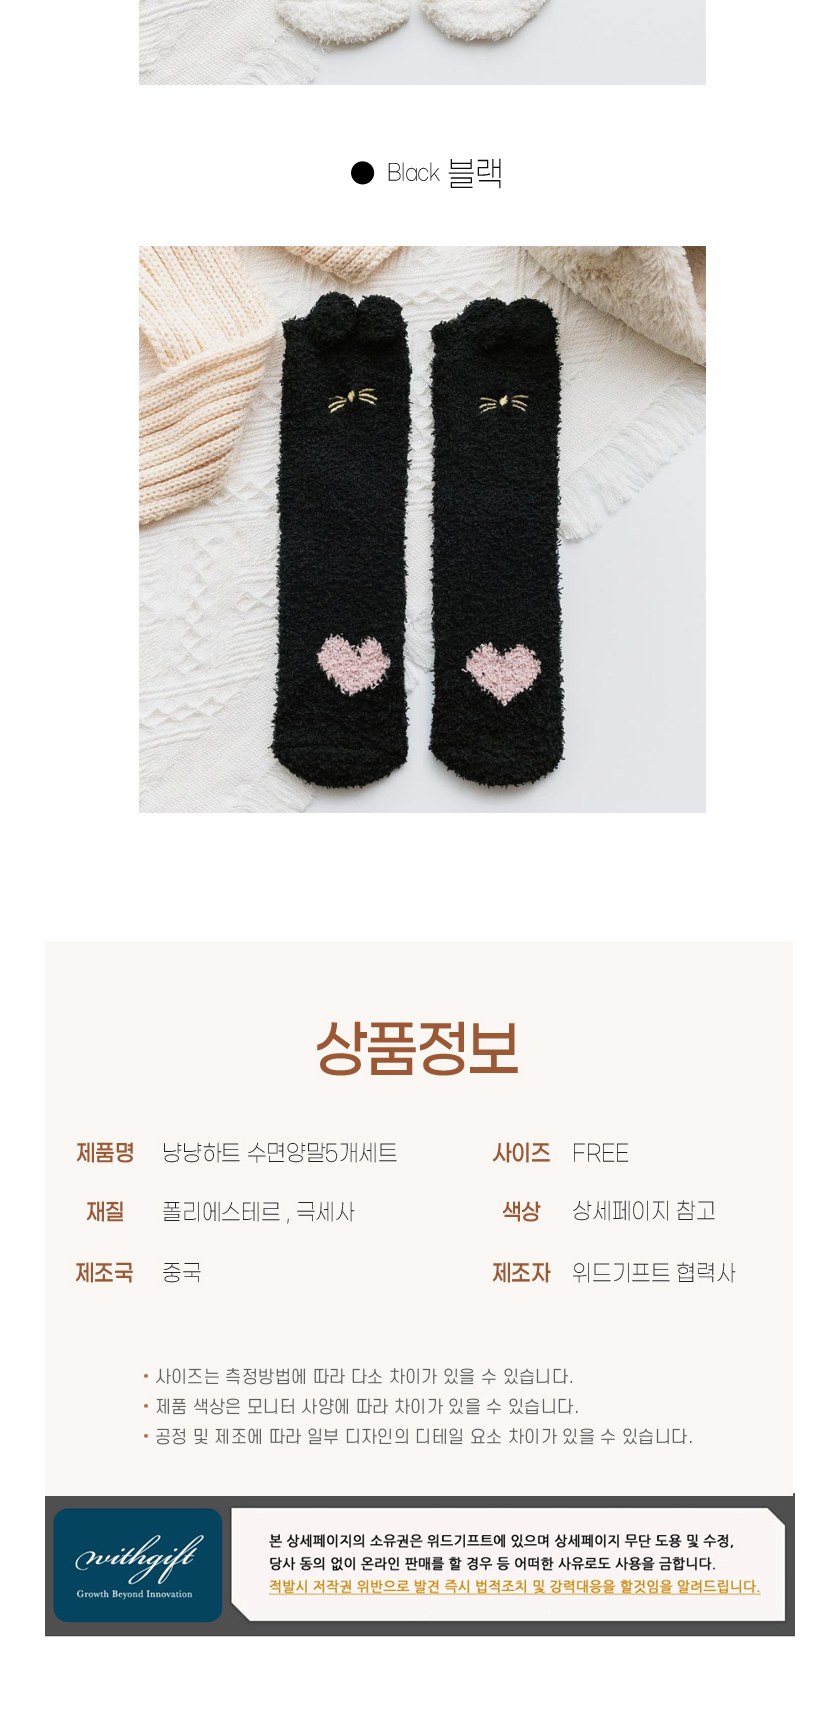 Black 블랙
상품정보
제품명 냥냥하트 수면양말5개세트 사이즈 FREE
재질 폴리에스테르 , 극세사 색상 상세페이지 참고
제조국 중국 제조자 위드기프트 협력사
• 사이즈는 측정방법에 따라 다소 차이가 있을 수 있습니다.
• 제품 색상은 모니터 사양에 따라 차이가 있을 수 있습니다.
• 공정 및 제조에 따라 일부 디자인의 디테일 요소 차이가 있을 수 있습니다.
withgift
Growth Beyond Innovation
본 상세페이지의 소유권은 위드기프트에 있으며 상세페이지 무단 도용 및 수정,
당사 동의 없이 온라인 판매를 할 경우 등 어떠한 사유로도 사용을 금합니다.
적발시 저작권 위반으로 발견 즉시 법적조치 및 강력대응을 할것임을 알려드립니다.